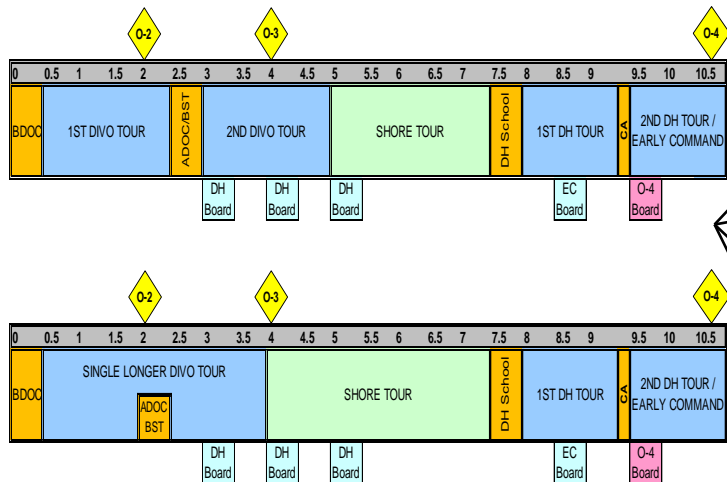 O-2 O-3 O-4
0 0.5 1 1.5 2 2.5 3 3.5 4 4.5 5 5.5 6 6.5 7 7.5 8 8.5 9 9.5 10 10.5
BDOC 1ST DIVO TOUR ADOC/BST 2ND DIVO TOUR SHORE TOUR DH School 1ST DH TOUR CA 2ND DH TOUR /
EARLY COMMAND
DH DH DH EC O-4
Board Board Board Board Board
O-2 O-3 O-4
0 0.5 1 1.5 2 2.5 3 3.5 4 4.5 5 5.5 6 6.5 7 7.5 8 8.5 9 9.5 10 10.5
SINGLE LONGER DIVO TOUR
BDOC ADOC SHORE TOUR DH School 1ST DH TOUR CA 2ND DH TOUR /
BST EARLY COMMAND
DH DH DH EC O-4
Board Board Board Board Board